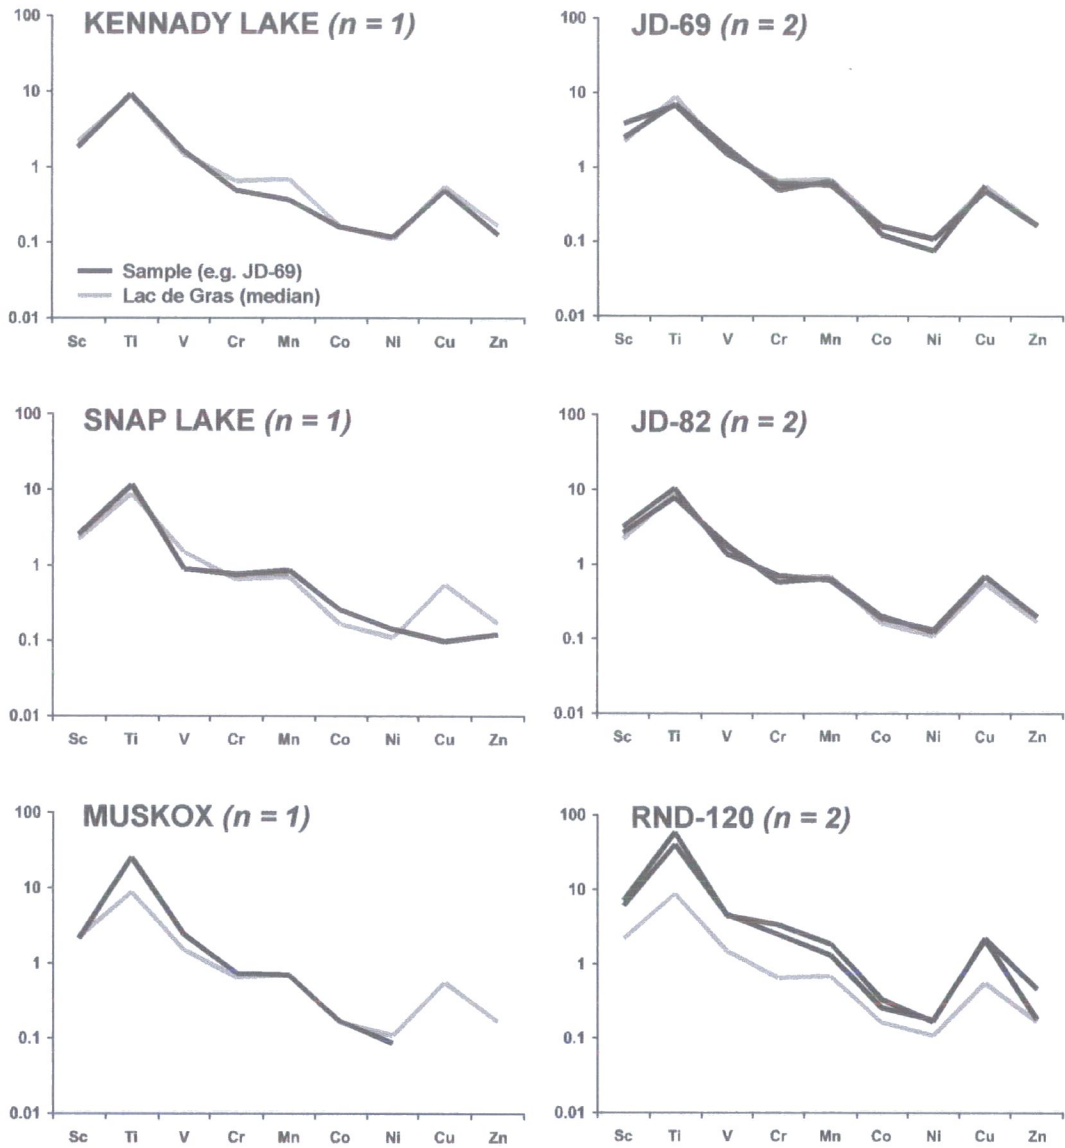 KENNADY LAKE (n = 1)
100
10
1
0.1
0.01
Sample (e.g. JD-69)
Lac de Gras (median)
Sc Ti V Cr Mn Co Ni Cu Zn
JD-69 (n = 2)
100
10
1
0.1
0.01
Sc Ti V Cr Mn Co Ni Cu Zn
SNAP LAKE (n = 1)
100
10
1
0.1
0.01
Sc Ti V Cr Mn Co Ni Cu Zn
JD-82 (n = 2)
100
10
1
0.1
0.01
Sc Ti V Cr Mn Co Ni Cu Zn
MUSKOX (n = 1)
100
10
1
0.1
0.01
Sc Ti V Cr Mn Co Ni Cu Zn
RND-120 (n = 2)
100
10
1
0.1
0.01
Sc Ti V Cr Mn Co Ni Cu Zn